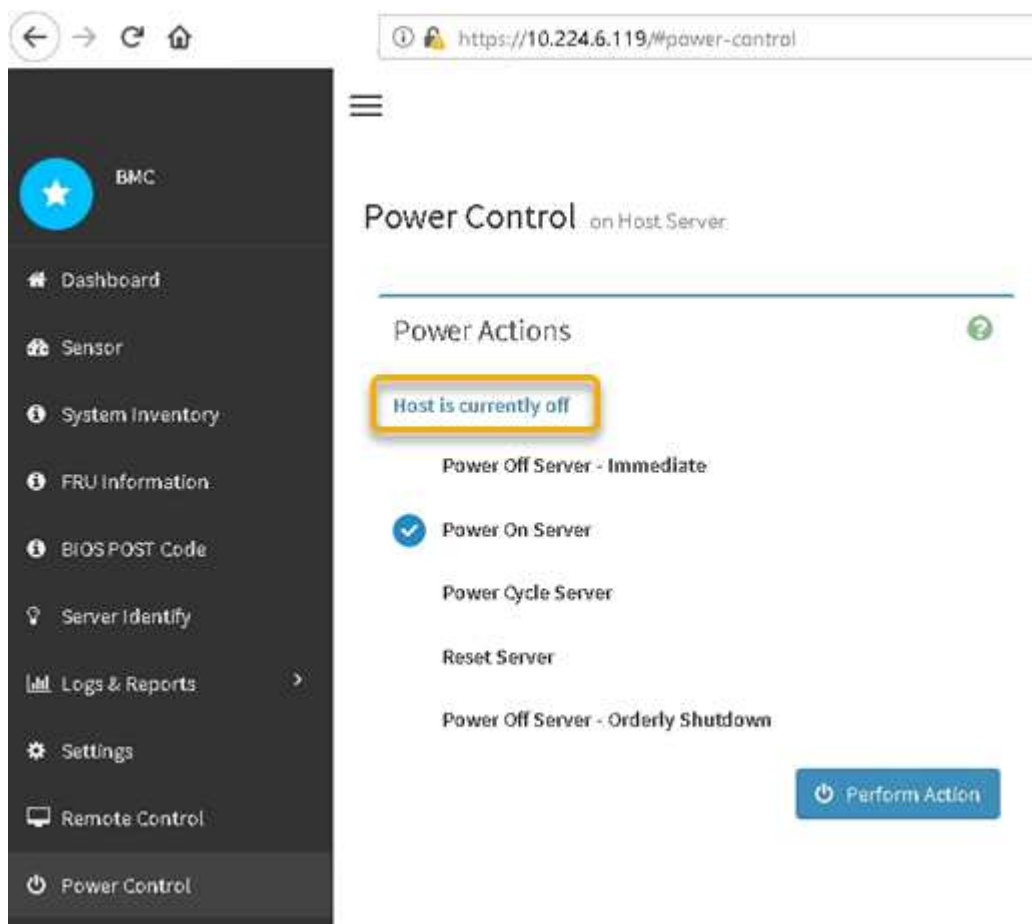 https://10.224.6.119/#power-control
BMC
Power Control on Host Server
Dashboard
Sensor
System Inventory
FRU Information
BIOS POST Code
Server Identify
Logs & Reports
Settings
Remote Control
Power Control
Power Actions
Host is currently off
Power Off Server - Immediate
Power On Server
Power Cycle Server
Reset Server
Power Off Server - Orderly Shutdown
Perform Action